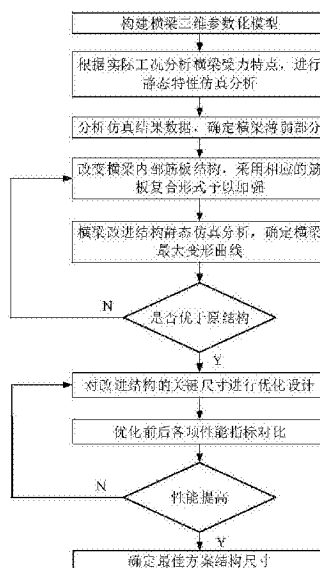 构建横梁三维参数化模型
根据实际工况分析横梁受力特点，进行
静态特性仿真分析
分析仿真结果数据，确定横梁薄弱部分
改变横梁内部筋板结构，采用相应的筋
板复合形式予以加强
横梁改进结构静态仿真分析，确定横梁
最大变形曲线
N
是否优于原结构
Y
对改进结构的关键尺寸进行优化设计
优化前后各项性能指标对比
N
性能提高
Y
确定最佳方案结构尺寸